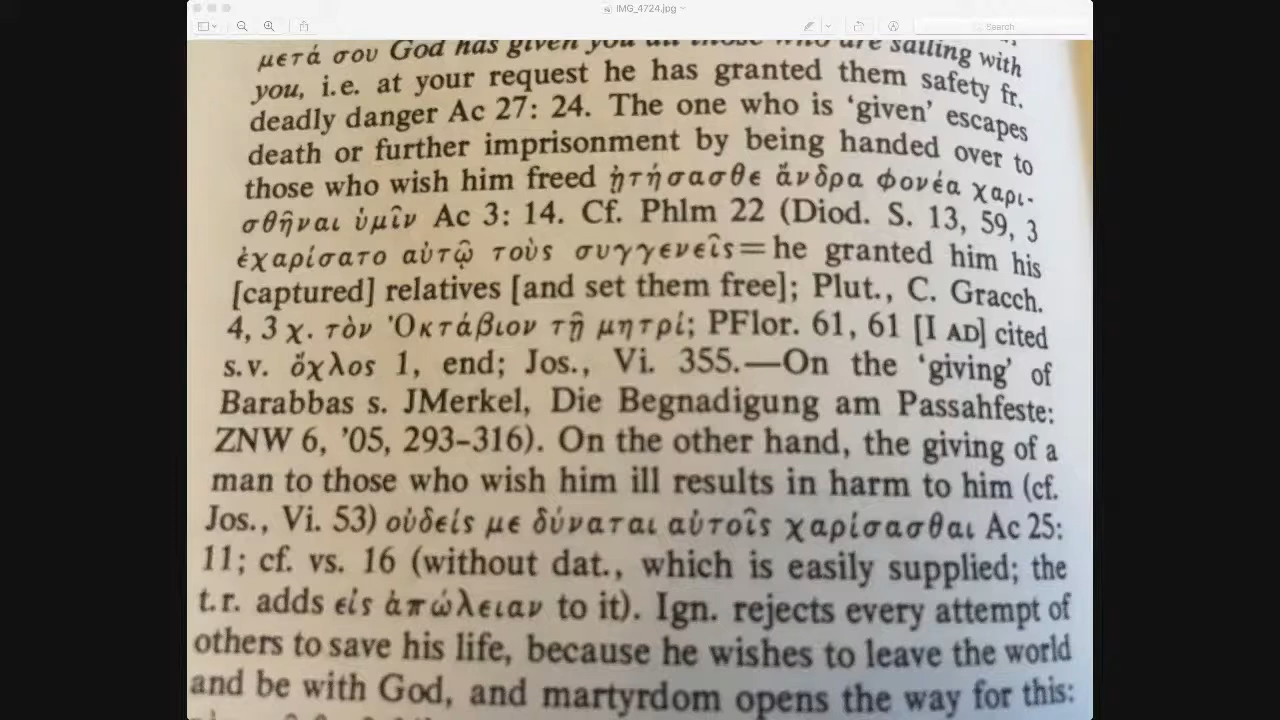 IMG_4724.jpg
Search
μετά σου God has given you all those who are sailing with
you, i.e. at your request he has granted them safety fr.
deadly danger Ac 27: 24. The one who is ‘given’ escapes
death or further imprisonment by being handed over to
those who wish him freed ᾐτήσασθε ἄνδρα φονέα χαρι-
σθῆναι ὑμῖν Ac 3: 14. Cf. Phlm 22 (Diod. S. 13, 59, 3
ἐχαρίσατο αὐτῷ τοὺς συγγενεῖς=he granted him his
[captured] relatives [and set them free]; Plut., C. Gracch.
4, 3 χ. τὸν Ὀκτάβιον τῇ μητρί; PFlor. 61, 61 [I AD] cited
s.v. ὄχλος 1, end; Jos., Vi. 355.—On the ‘giving’ of
Barabbas s. JMerkel, Die Begnadigung am Passahfeste:
ZNW 6, ’05, 293–316). On the other hand, the giving of a
man to those who wish him ill results in harm to him (cf.
Jos., Vi. 53) οὐδείς με δύναται αὐτοῖς χαρίσασθαι Ac 25:
11; cf. vs. 16 (without dat., which is easily supplied; the
t.r. adds εἰς ἀπώλειαν to it). Ign. rejects every attempt of
others to save his life, because he wishes to leave the world
and be with God, and martyrdom opens the way for this: